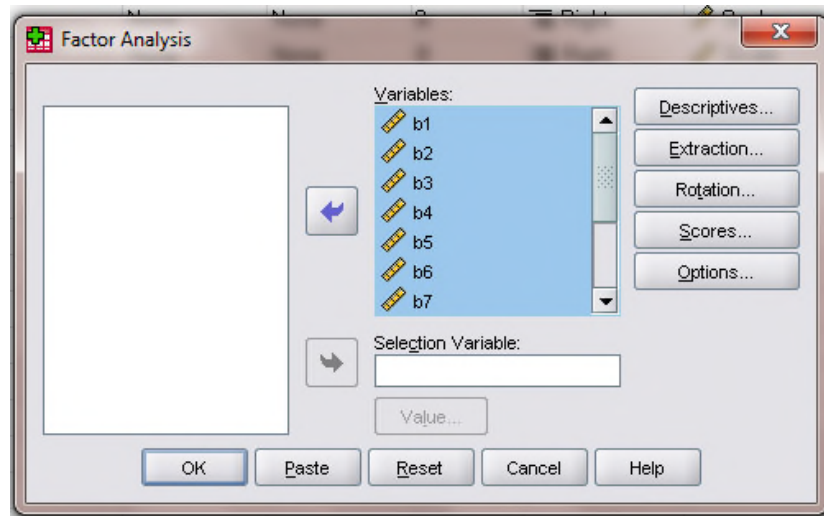 Factor Analysis
Variables:
b1
b2
b3
b4
b5
b6
b7
Descriptives...
Extraction...
Rotation...
Scores...
Options...
Selection Variable:
Value...
OK
Paste
Reset
Cancel
Help